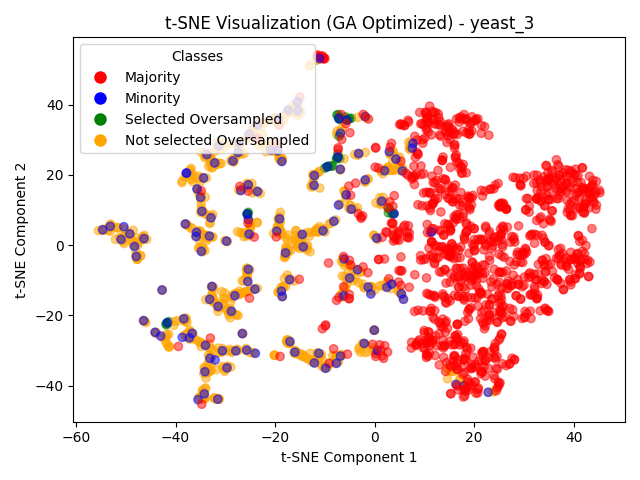 t-SNE Visualization (GA Optimized) - yeast_3
Classes
Majority
Minority
Selected Oversampled
Not selected Oversampled
t-SNE Component 2
40
20
0
−20
−40
−60 −40 −20 0 20 40
t-SNE Component 1